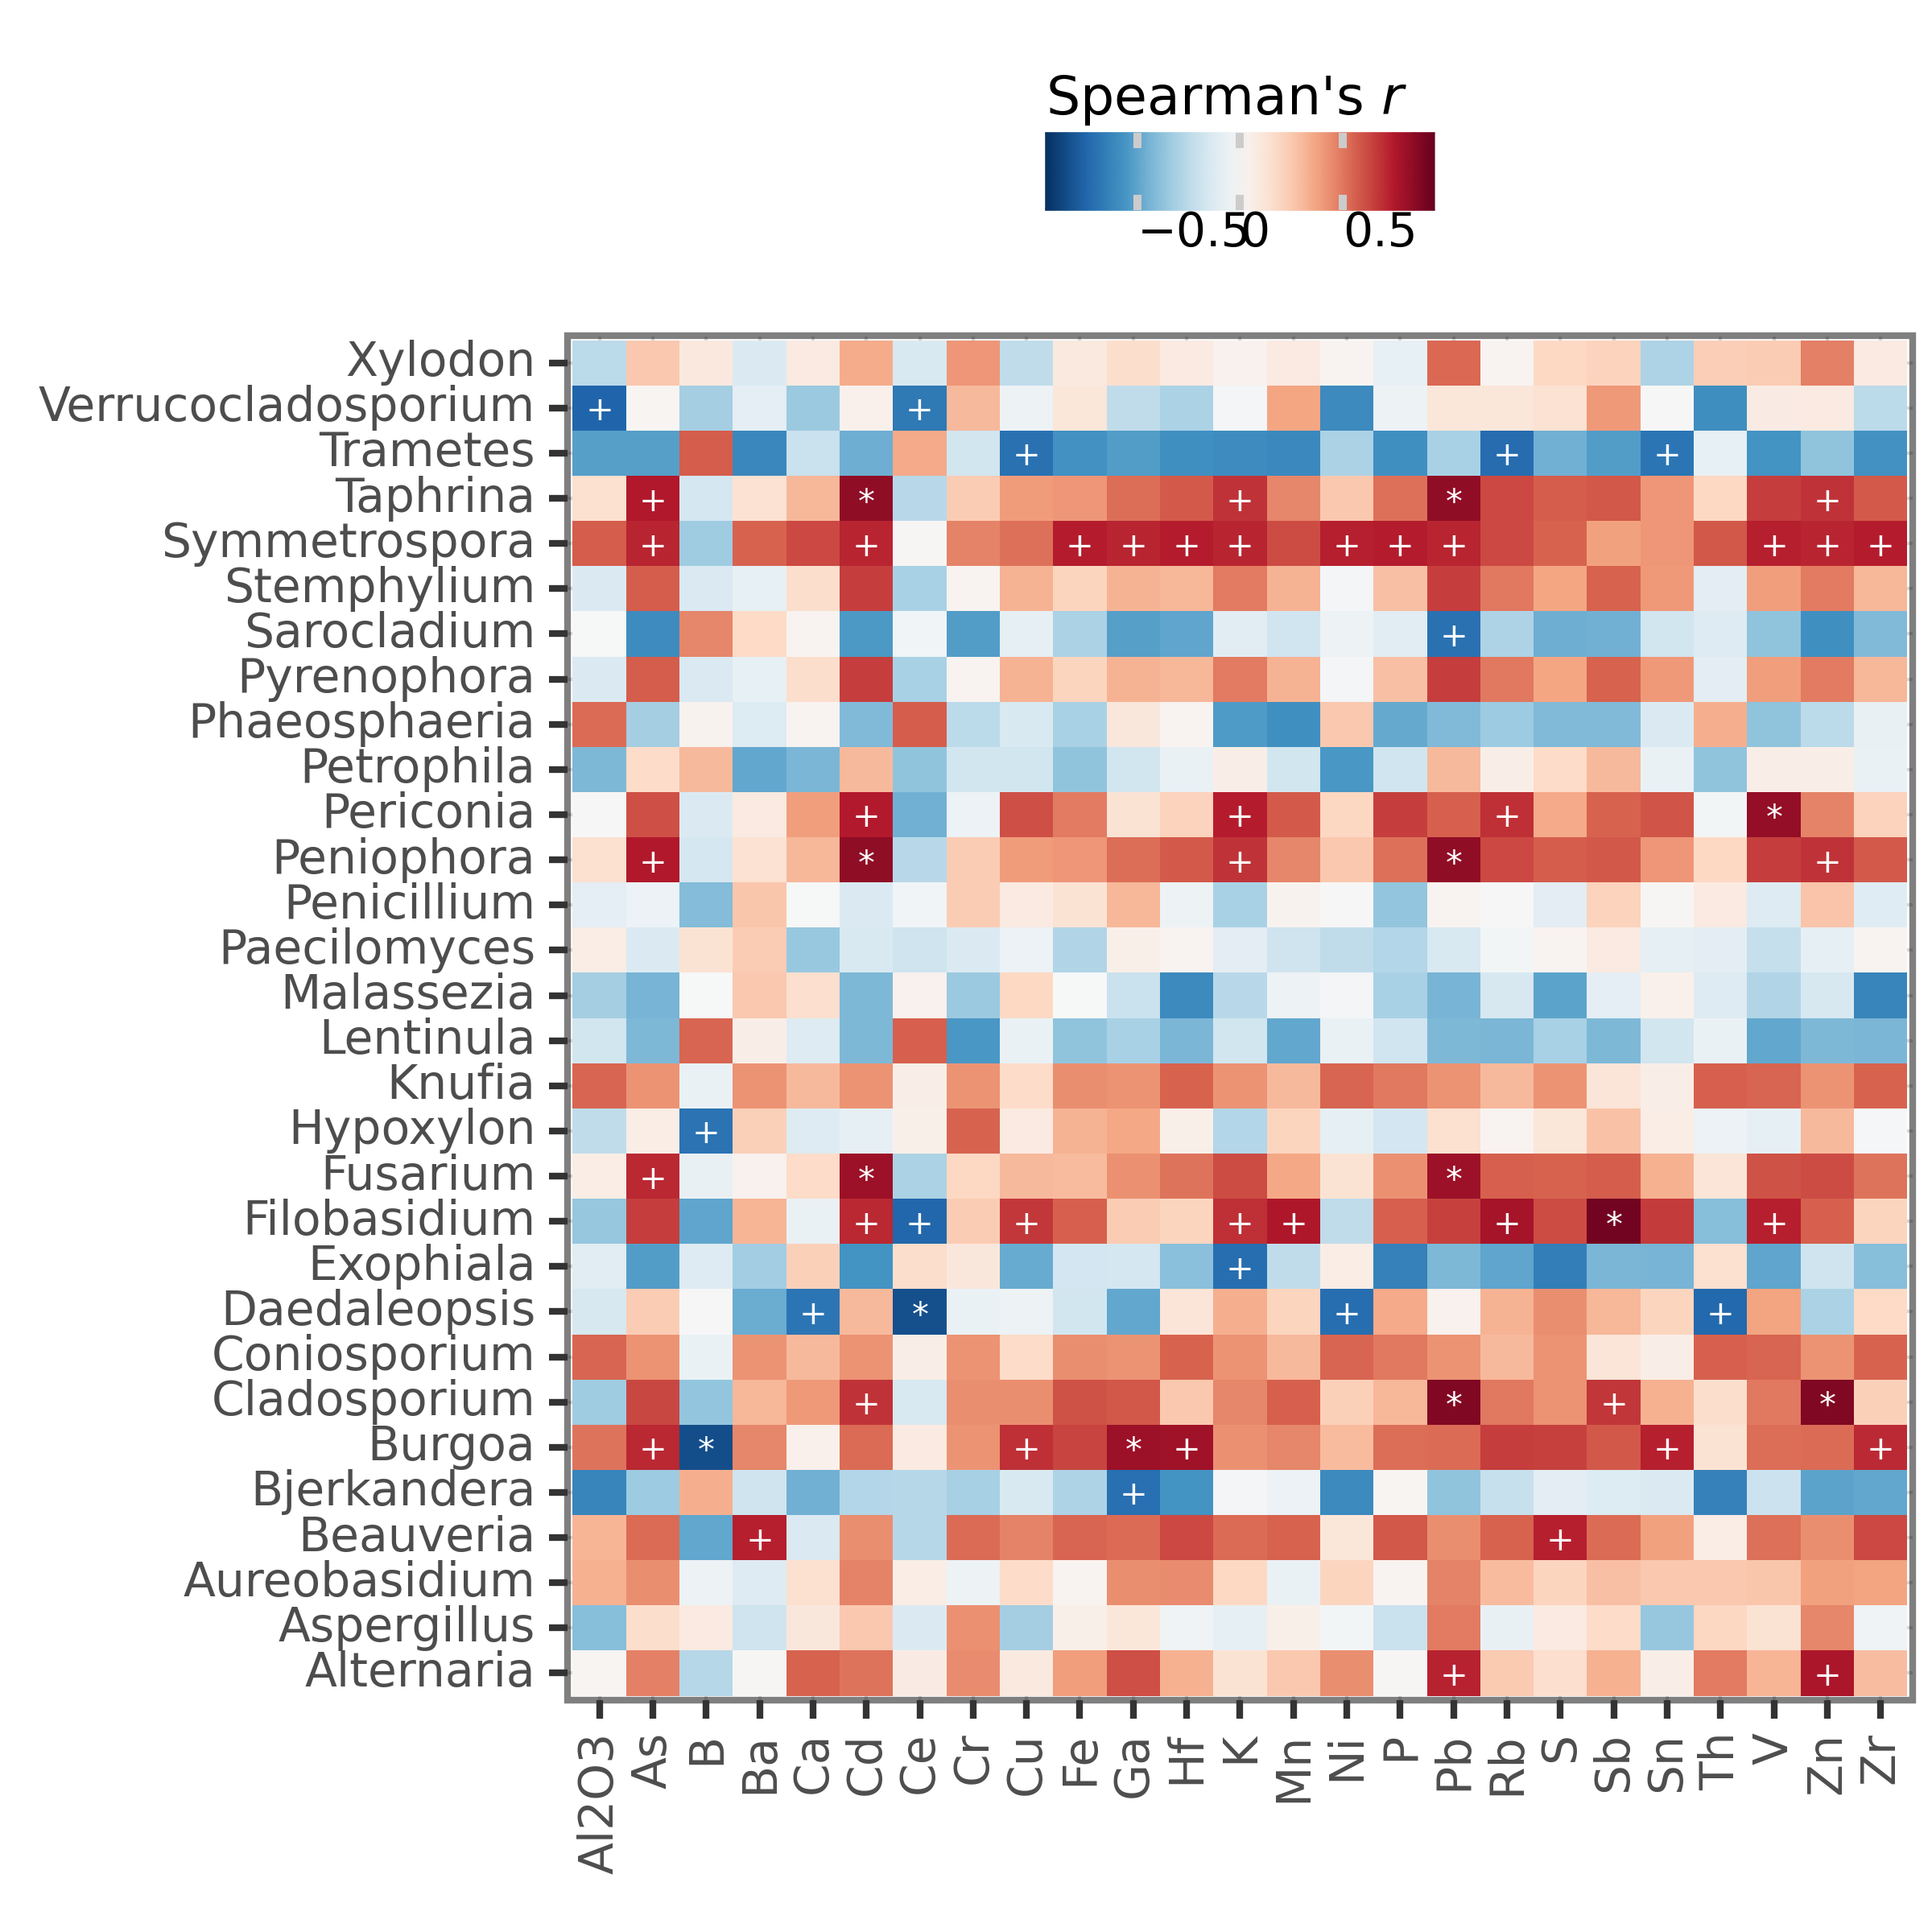 Spearman's r
−0.5 0 0.5
Xylodon
Verrucocladosporium + +
Trametes + + +
Taphrina + * + * +
Symmetrospora + + + + + + + + + + + +
Stemphylium
Sarocladium +
Pyrenophora
Phaeosphaeria
Petrophila
Periconia + + + *
Peniophora + * + * +
Penicillium
Paecilomyces
Malassezia
Lentinula
Knufia
Hypoxylon +
Fusarium + * *
Filobasidium + + + + + + * +
Exophiala +
Daedaleopsis + * + +
Coniosporium
Cladosporium + * + *
Burgoa + * + * + + +
Bjerkandera +
Beauveria + +
Aureobasidium
Aspergillus
Alternaria + +
Al2O3 As B Ba Ca Cd Ce Cr Cu Fe Ga Hf K Mn Ni P Pb Rb S Sb Sn Th V Zn Zr